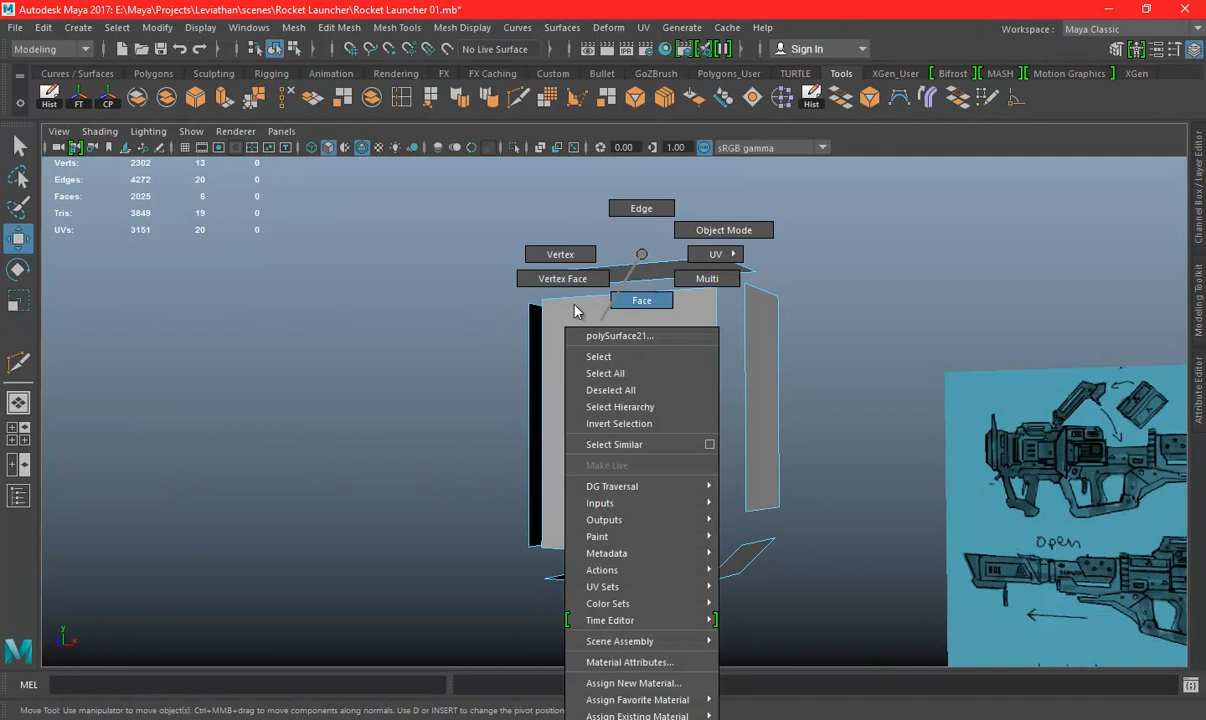 Autodesk Maya 2017: E:\Maya\Projects\Leviathan\scenes\Rocket Launcher\Rocket Launcher 01.mb*
File Edit Create Select Modify Display Windows Mesh Edit Mesh Mesh Tools Mesh Display Curves Surfaces Deform UV Generate Cache Help
Workspace : Maya Classic
Modeling No Live Surface Sign In
Curves / Surfaces Polygons Sculpting Rigging Animation Rendering FX FX Caching Custom Bullet GoZBrush Polygons_User TURTLE Tools XGen_User Bifrost MASH Motion Graphics XGen
Hist FT CP Hist
View Shading Lighting Show Renderer Panels
0.00 1.00 sRGB gamma
Verts: 2302 13 0
Edges: 4272 20 0
Faces: 2025 6 0
Tris: 3849 19 0
UVs: 3151 20 0
Edge
Object Mode
Vertex UV
Vertex Face Multi
Face
polySurface21...
Select
Select All
Deselect All
Select Hierarchy
Invert Selection
Select Similar
Make Live
DG Traversal
Inputs
Outputs
Paint
Metadata
Actions
UV Sets
Color Sets
Time Editor
Scene Assembly
Material Attributes...
Assign New Material...
Assign Favorite Material
Assign Existing Material
Open
Channel Box / Layer Editor
Modeling Toolkit
Attribute Editor
y
x
MEL
Move Tool: Use manipulator to move object(s). Ctrl+MMB+drag to move components along normals. Use D or INSERT to change the pivot position